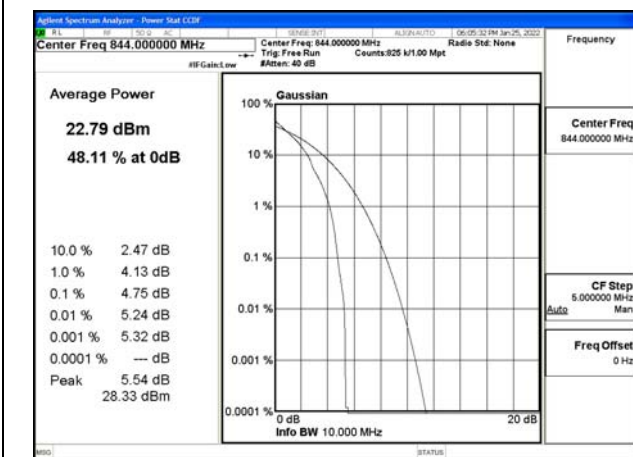 Agilent Spectrum Analyzer - Power Stat CCDF
RL RF 50 Ω AC SENSE:INT ALIGNAUTO 06:05:32 PM Jan 25, 2022
Center Freq 844.000000 MHz
Center Freq: 844.000000 MHz Radio Std: None
Trig: Free Run Counts:825 k/1.00 Mpt
#IFGain:Low #Atten: 40 dB
Frequency
Average Power
22.79 dBm
48.11 % at 0dB
10.0 % 2.47 dB
1.0 % 4.13 dB
0.1 % 4.75 dB
0.01 % 5.24 dB
0.001 % 5.32 dB
0.0001 % --- dB
Peak 5.54 dB
28.33 dBm
Gaussian
100 %
10 %
1 %
0.1 %
0.01 %
0.001 %
0.0001 %
0 dB 20 dB
Info BW 10.000 MHz
Center Freq
844.000000 MHz
CF Step
5.000000 MHz
Auto Man
Freq Offset
0 Hz
MSG STATUS